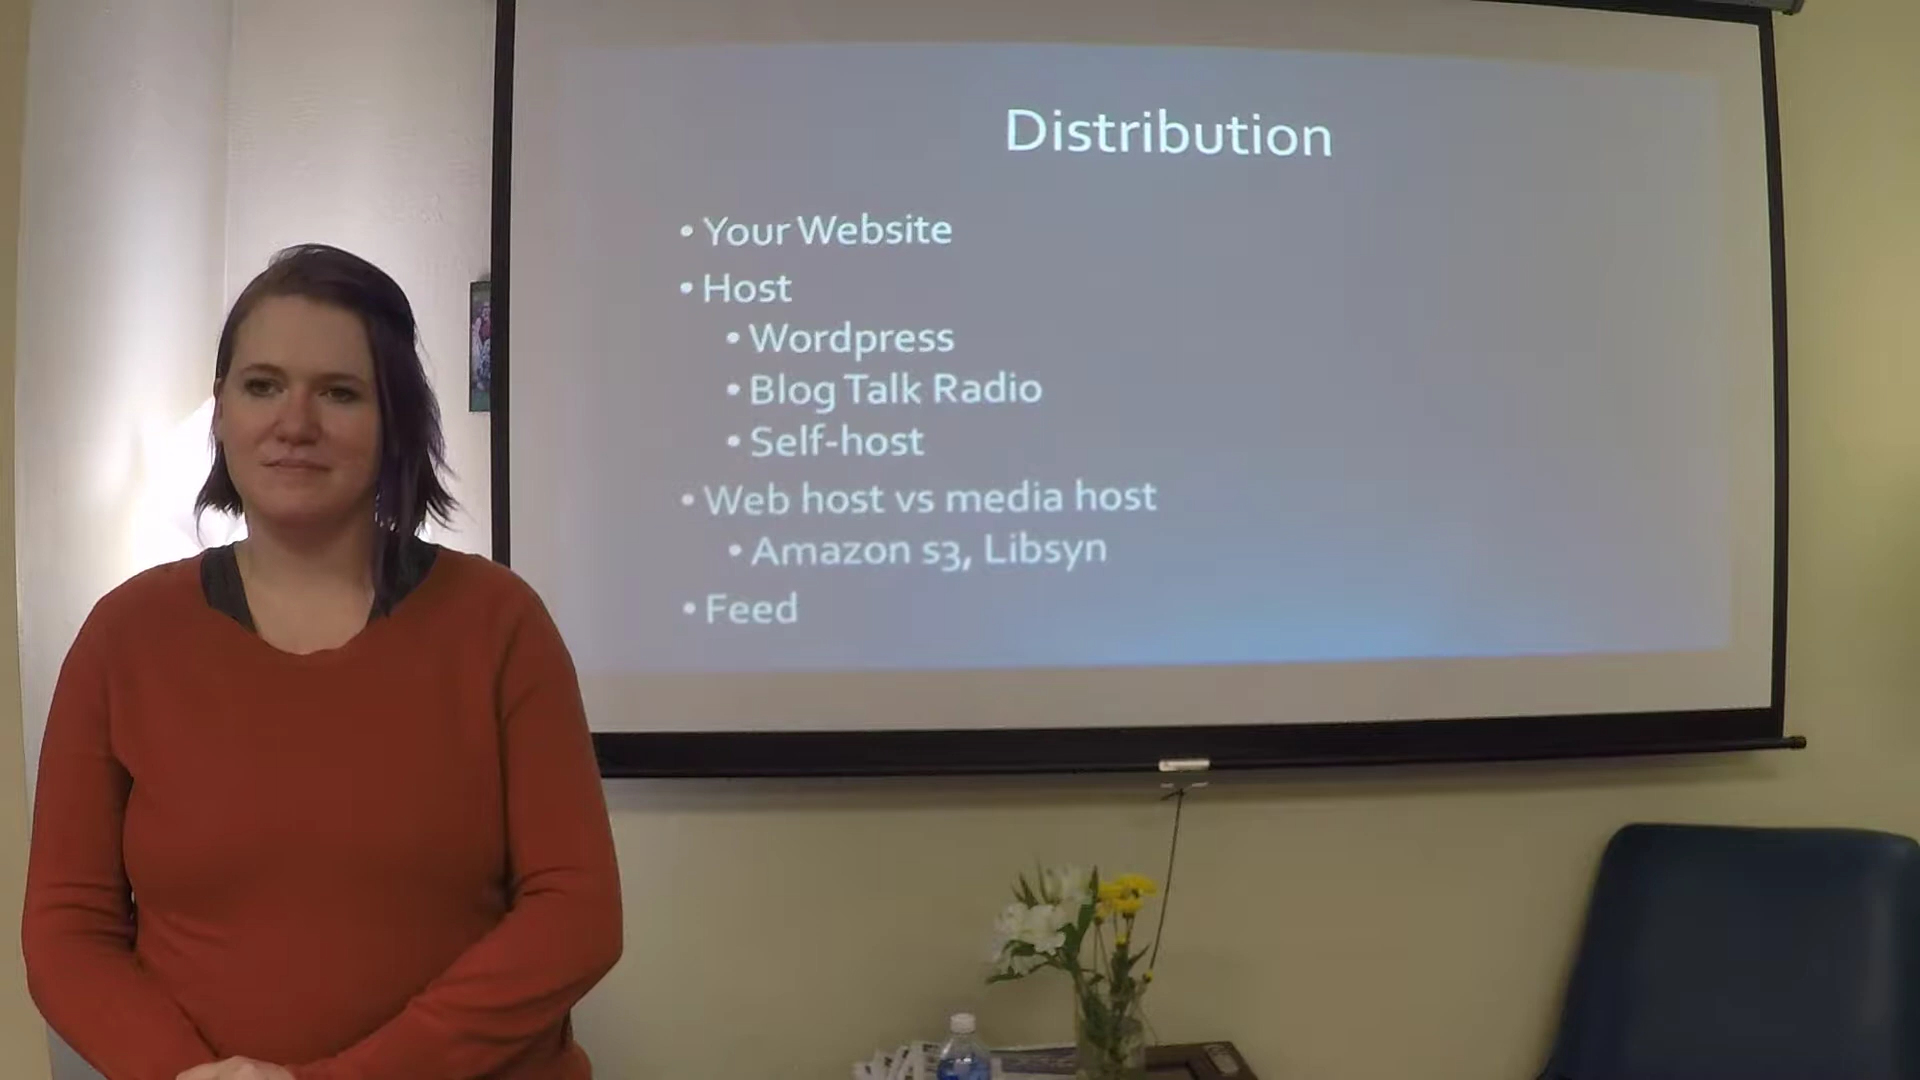 Distribution
• Your Website
• Host
• Wordpress
• Blog Talk Radio
• Self-host
• Web host vs media host
• Amazon s3, Libsyn
• Feed